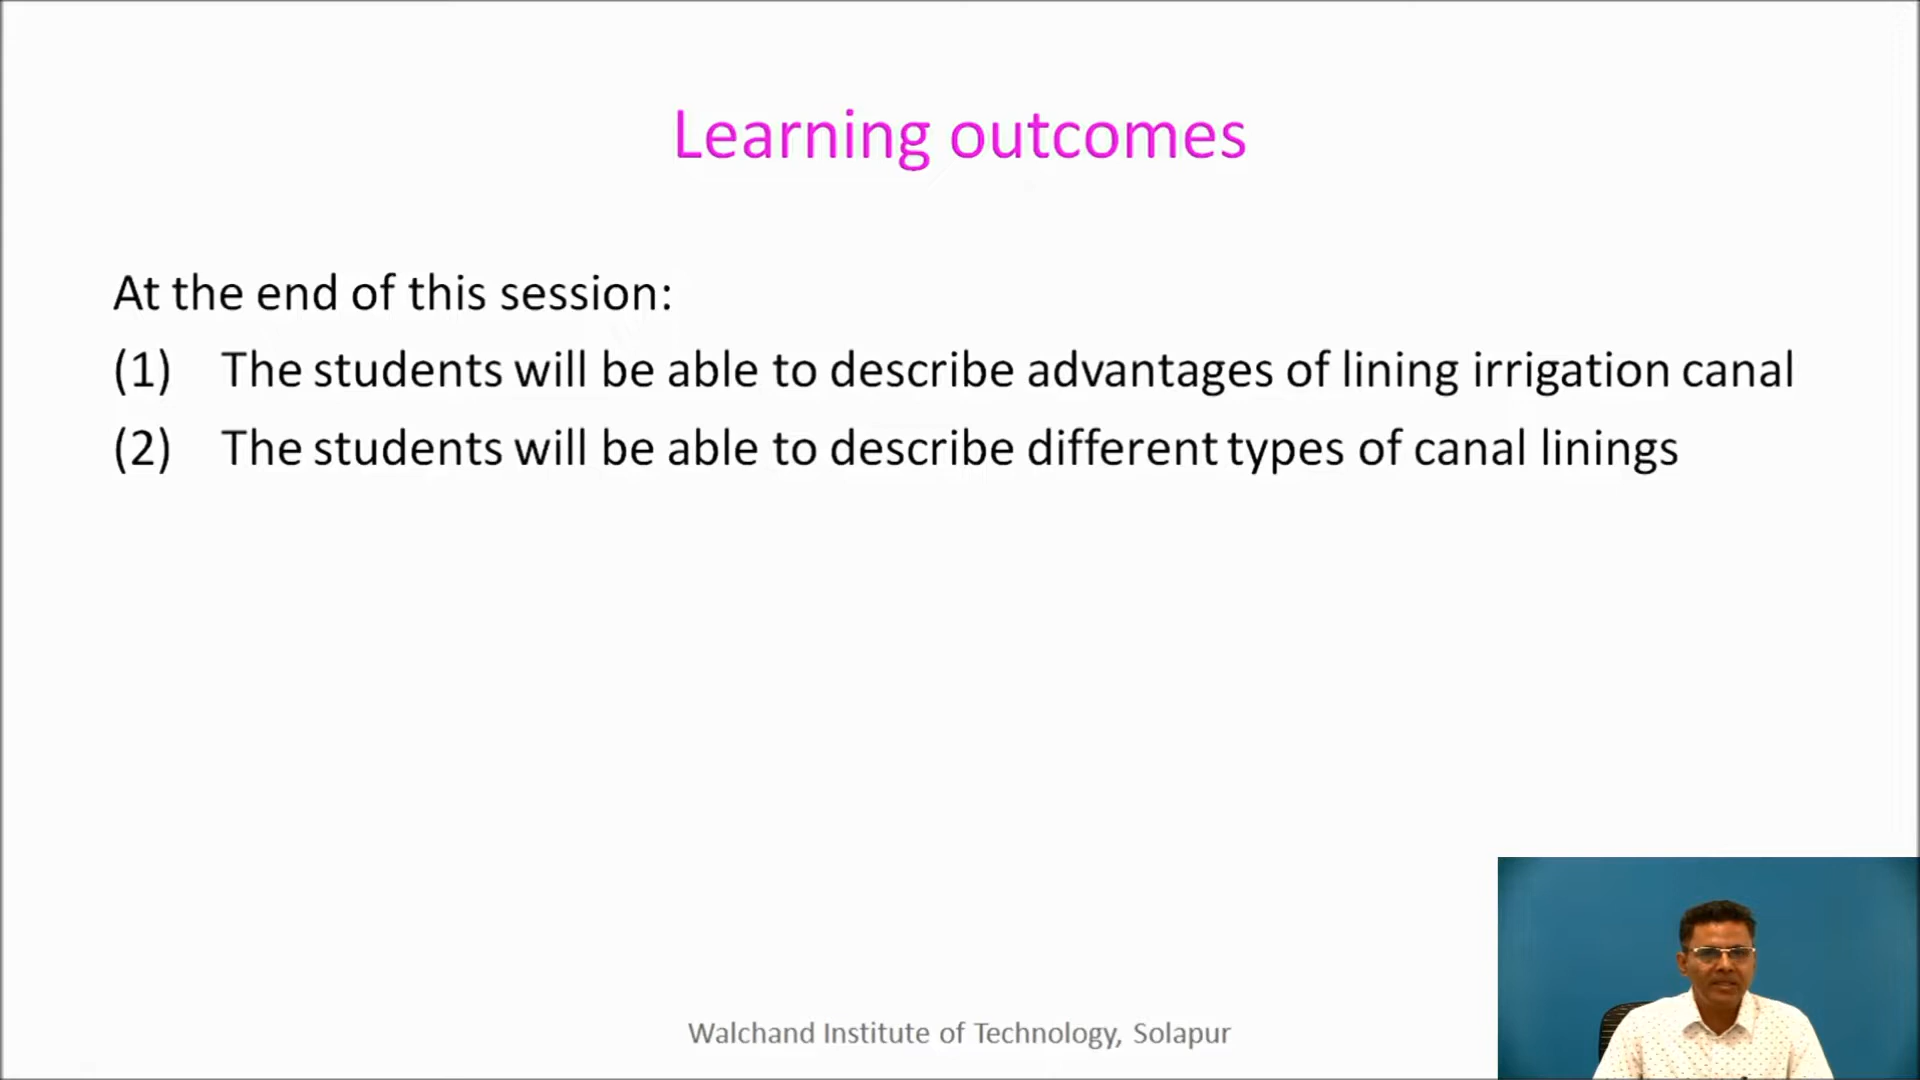 Learning outcomes
At the end of this session:
(1) The students will be able to describe advantages of lining irrigation canal
(2) The students will be able to describe different types of canal linings
Walchand Institute of Technology, Solapur